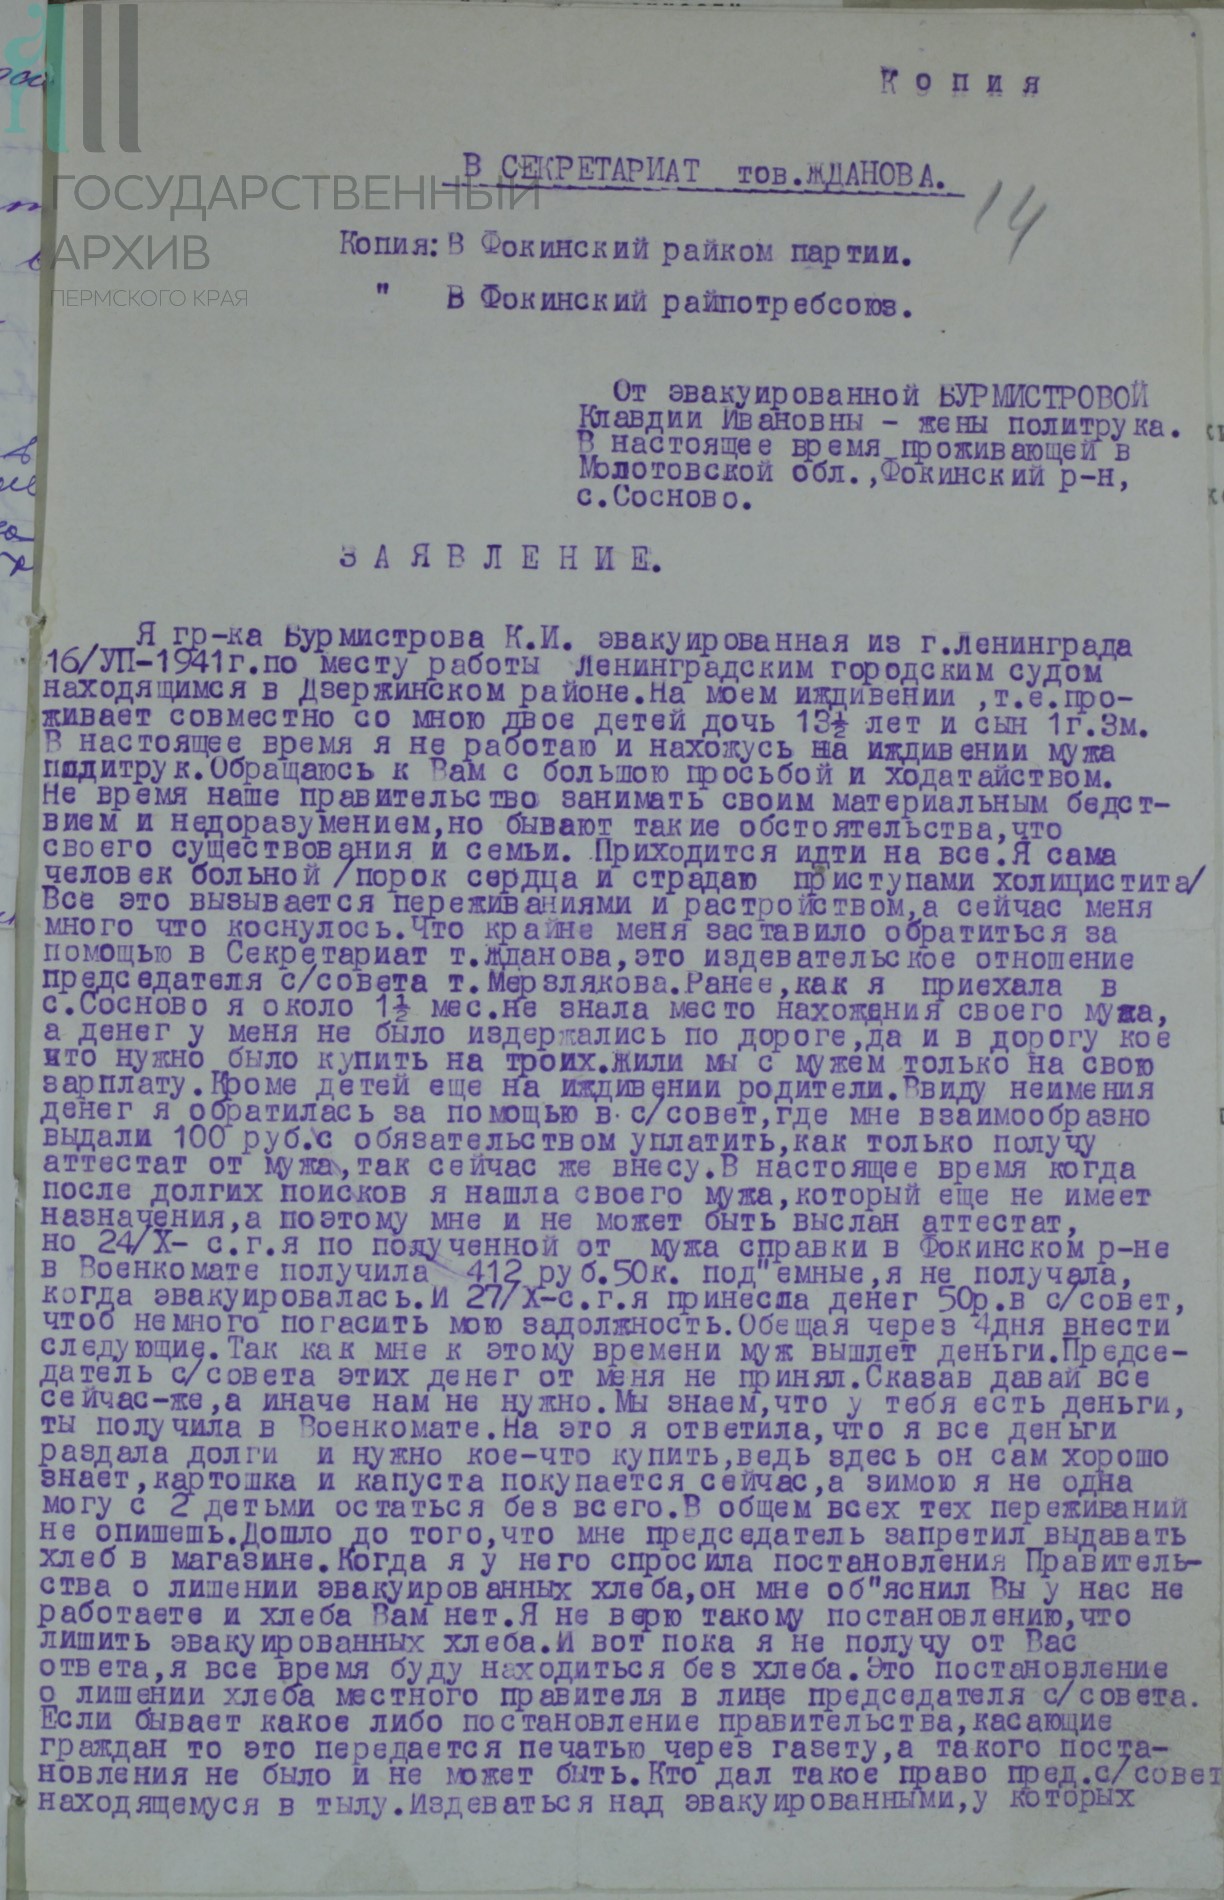 Копия
В СЕКРЕТАРИАТ тов.ЖДАНОВА.
14
ГОСУДАРСТВЕННЫЙ
АРХИВ
ПЕРМСКОГО КРАЯ
Копия: В Фокинский райком партии.
" В Фокинский райпотребсоюз.
От эвакуированной БУРМИСТРОВОЙ
Клавдии Ивановны - жены политрука.
В настоящее время проживающей в
Молотовской обл.,Фокинский р-н,
с.Сосново.
ЗАЯВЛЕНИЕ.
Я гр-ка Бурмистрова К.И. эвакуированная из г.Ленинграда
16/УП-1941г.по месту работы Ленинградским городским судом
находящимся в Дзержинском районе.На моем иждивении ,т.е.про-
живает совместно со мною двое детей дочь 13½ лет и сын 1г.3м.
В настоящее время я не работаю и нахожусь на иждивении мужа
политрук.Обращаюсь к Вам с большою просьбой и ходатайством.
Не время наше правительство занимать своим материальным бедст-
вием и недоразумением,но бывают такие обстоятельства,что
своего существования и семьи. Приходится идти на все.Я сама
человек больной /порок сердца и страдаю приступами холицистита/
Все это вызывается переживаниями и растройством,а сейчас меня
много что коснулось.Что крайне меня заставило обратиться за
помощью в Секретариат т.Жданова,это издевательское отношение
председателя с/совета т.Мерзлякова.Ранее,как я приехала в
с.Сосново я около 1½ мес.не знала место нахождения своего мужа,
а денег у меня не было издержались по дороге,да и в дорогу кое
что нужно было купить на троих.Жили мы с мужем только на свою
зарплату.Кроме детей еще на иждивении родители.Ввиду неимения
денег я обратилась за помощью в с/совет,где мне взаимообразно
выдали 100 руб.с обязательством уплатить,как только получу
аттестат от мужа,так сейчас же внесу.В настоящее время когда
после долгих поисков я нашла своего мужа,который еще не имеет
назначения,а поэтому мне и не может быть выслан аттестат,
но 24/Х- с.г.я по полученной от мужа справки в Фокинском р-не
в Военкомате получила 412 руб.50к. под"емные,я не получала,
когда эвакуировалась.И 27/Х-с.г.я принесла денег 50р.в с/совет,
чтоб немного погасить мою задолжность.Обещая через 4дня внести
следующие.Так как мне к этому времени муж вышлет деньги.Предсе-
датель с/совета этих денег от меня не принял.Сказав давай все
сейчас-же,а иначе нам не нужно.Мы знаем,что у тебя есть деньги,
ты получила в Военкомате.На это я ответила,что я все деньги
раздала долги и нужно кое-что купить,ведь здесь он сам хорошо
знает,картошка и капуста покупается сейчас,а зимою я не одна
могу с 2 детьми остаться без всего.В общем всех тех переживаний
не опишешь.Дошло до того,что мне председатель запретил выдавать
хлеб в магазине.Когда я у него спросила постановления Правитель-
ства о лишении эвакуированных хлеба,он мне об"яснил Вы у нас не
работаете и хлеба Вам нет.Я не верю такому постановлению,что
лишить эвакуированных хлеба.И вот пока я не получу от Вас
ответа,я все время буду находиться без хлеба.Это постановление
о лишении хлеба местного правителя в лице председателя с/совета.
Если бывает какое либо постановление правительства,касающие
граждан то это передается печатью через газету,а такого поста-
новления не было и не может быть.Кто дал такое право пред.с/совет
находящемуся в тылу.Издеваться над эвакуированными,у которых